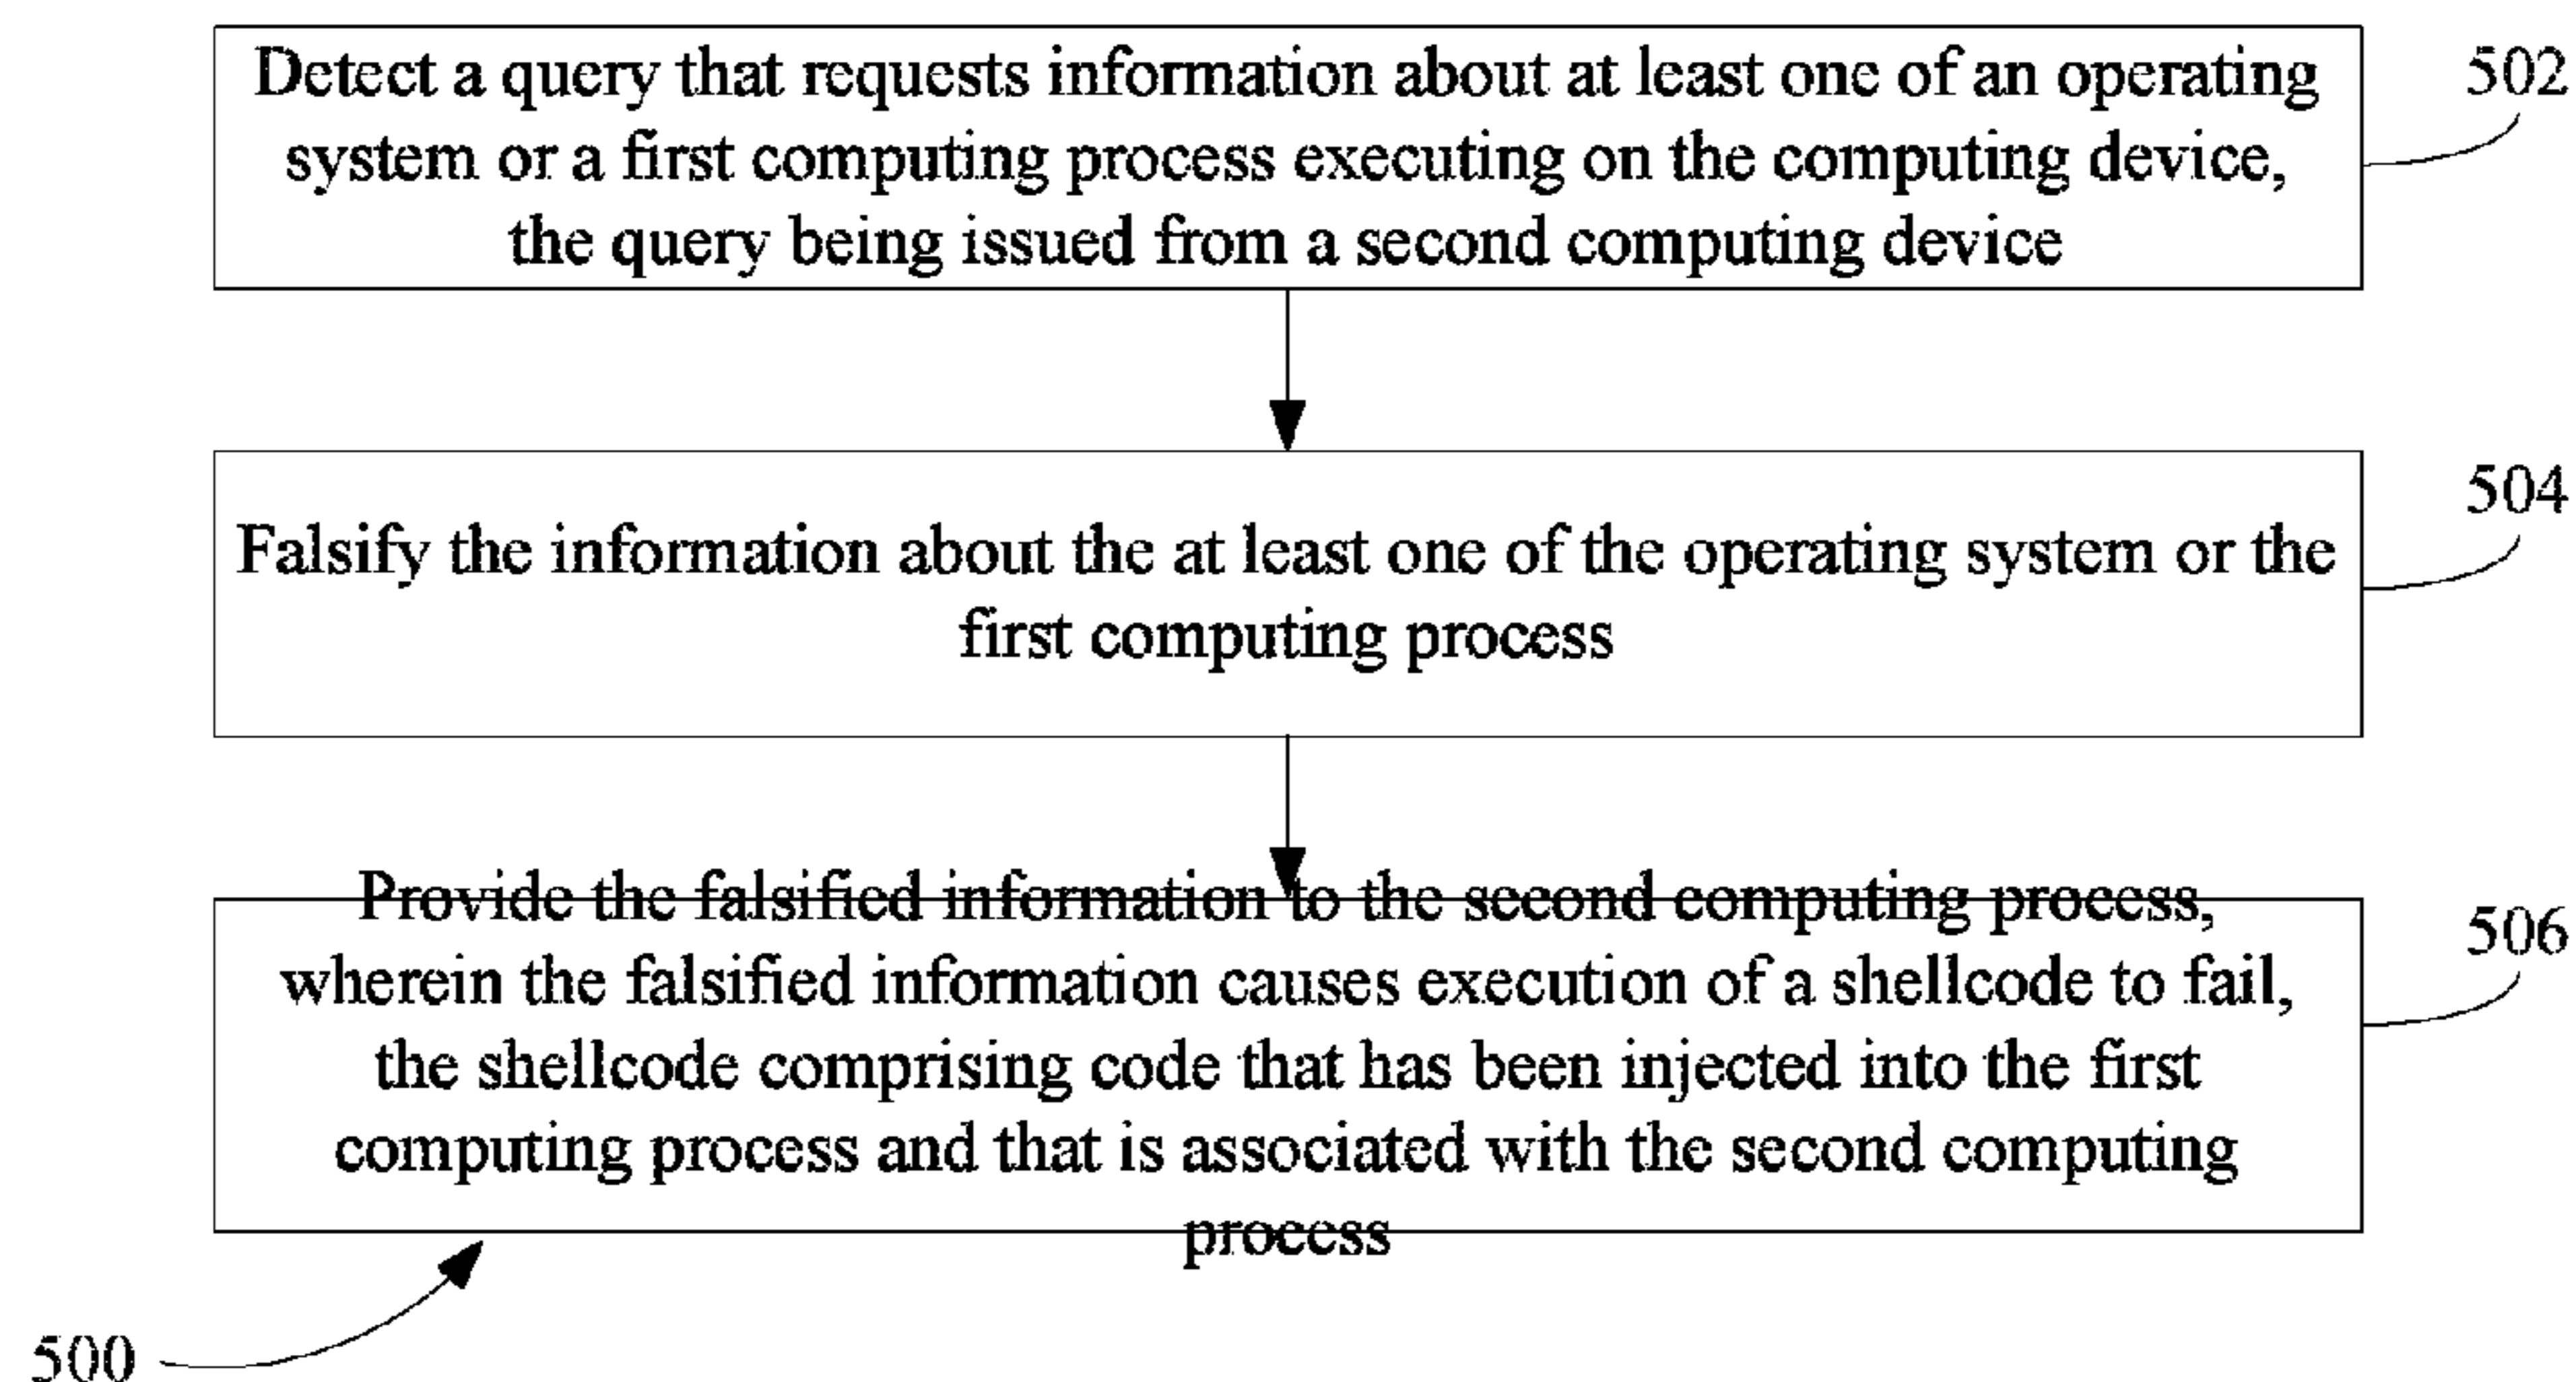 Detect a query that requests information about at least one of an operating
system or a first computing process executing on the computing device,
the query being issued from a second computing device
502
Falsify the information about the at least one of the operating system or the
first computing process
504
Provide the falsified information to the second computing process,
wherein the falsified information causes execution of a shellcode to fail,
the shellcode comprising code that has been injected into the first
computing process and that is associated with the second computing
process
506
500